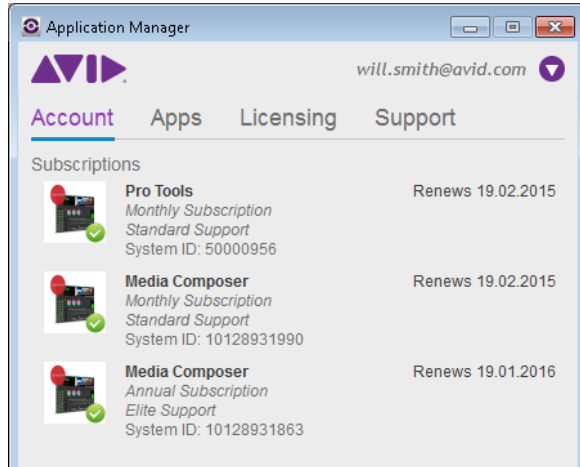 Application Manager
AVID
will.smith@avid.com
Account Apps Licensing Support
Subscriptions
Pro Tools Renews 19.02.2015
Monthly Subscription
Standard Support
System ID: 50000956
Media Composer Renews 19.02.2015
Monthly Subscription
Standard Support
System ID: 10128931990
Media Composer Renews 19.01.2016
Annual Subscription
Elite Support
System ID: 10128931863